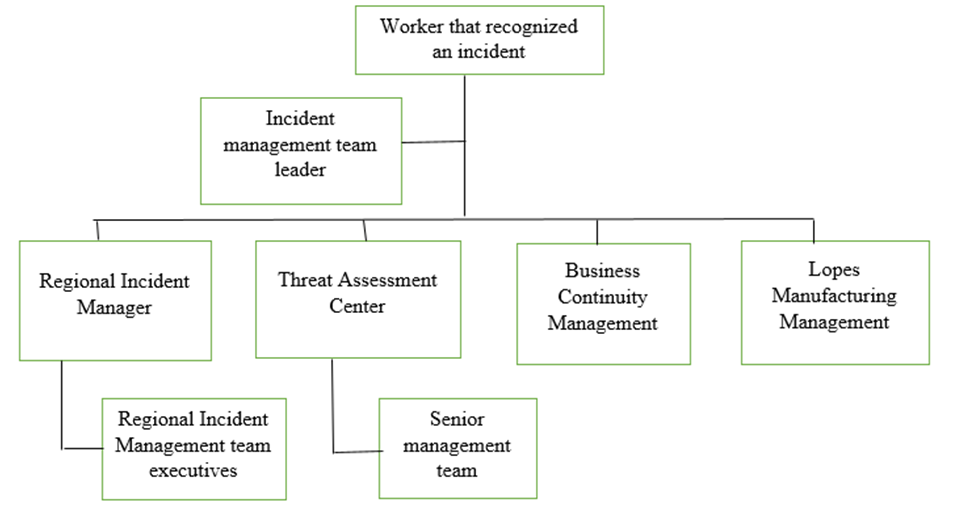 Worker that recognized
an incident
Incident
management team
leader
Regional Incident
Manager
Threat Assessment
Center
Business
Continuity
Management
Lopes
Manufacturing
Management
Regional Incident
Management team
executives
Senior
management
team